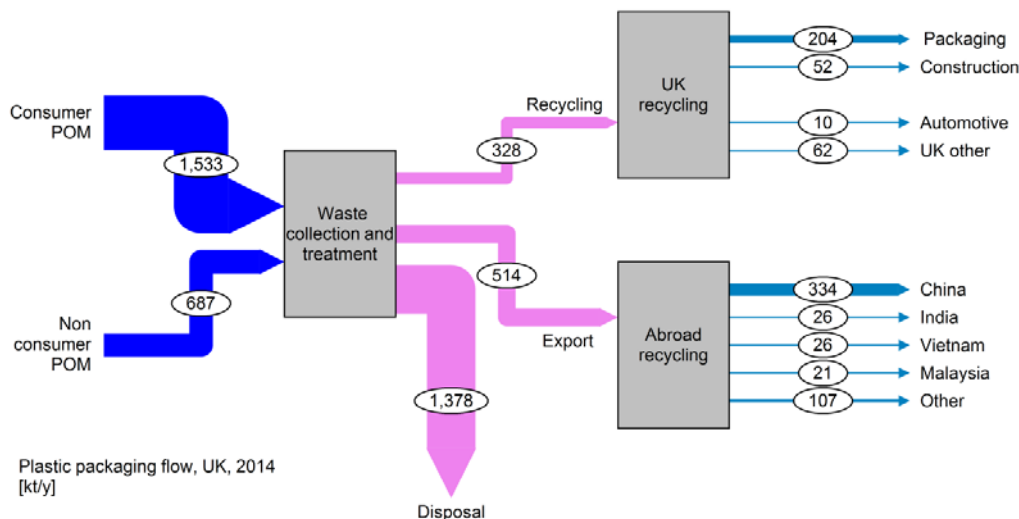 Consumer
POM
1,533
687
Non
consumer
POM
Waste
collection and
treatment
Recycling
328
514
Export
1,378
Disposal
UK
recycling
204
Packaging
52
Construction
10
Automotive
62
UK other
Abroad
recycling
334
China
26
India
26
Vietnam
21
Malaysia
107
Other
Plastic packaging flow, UK, 2014
[kt/y]